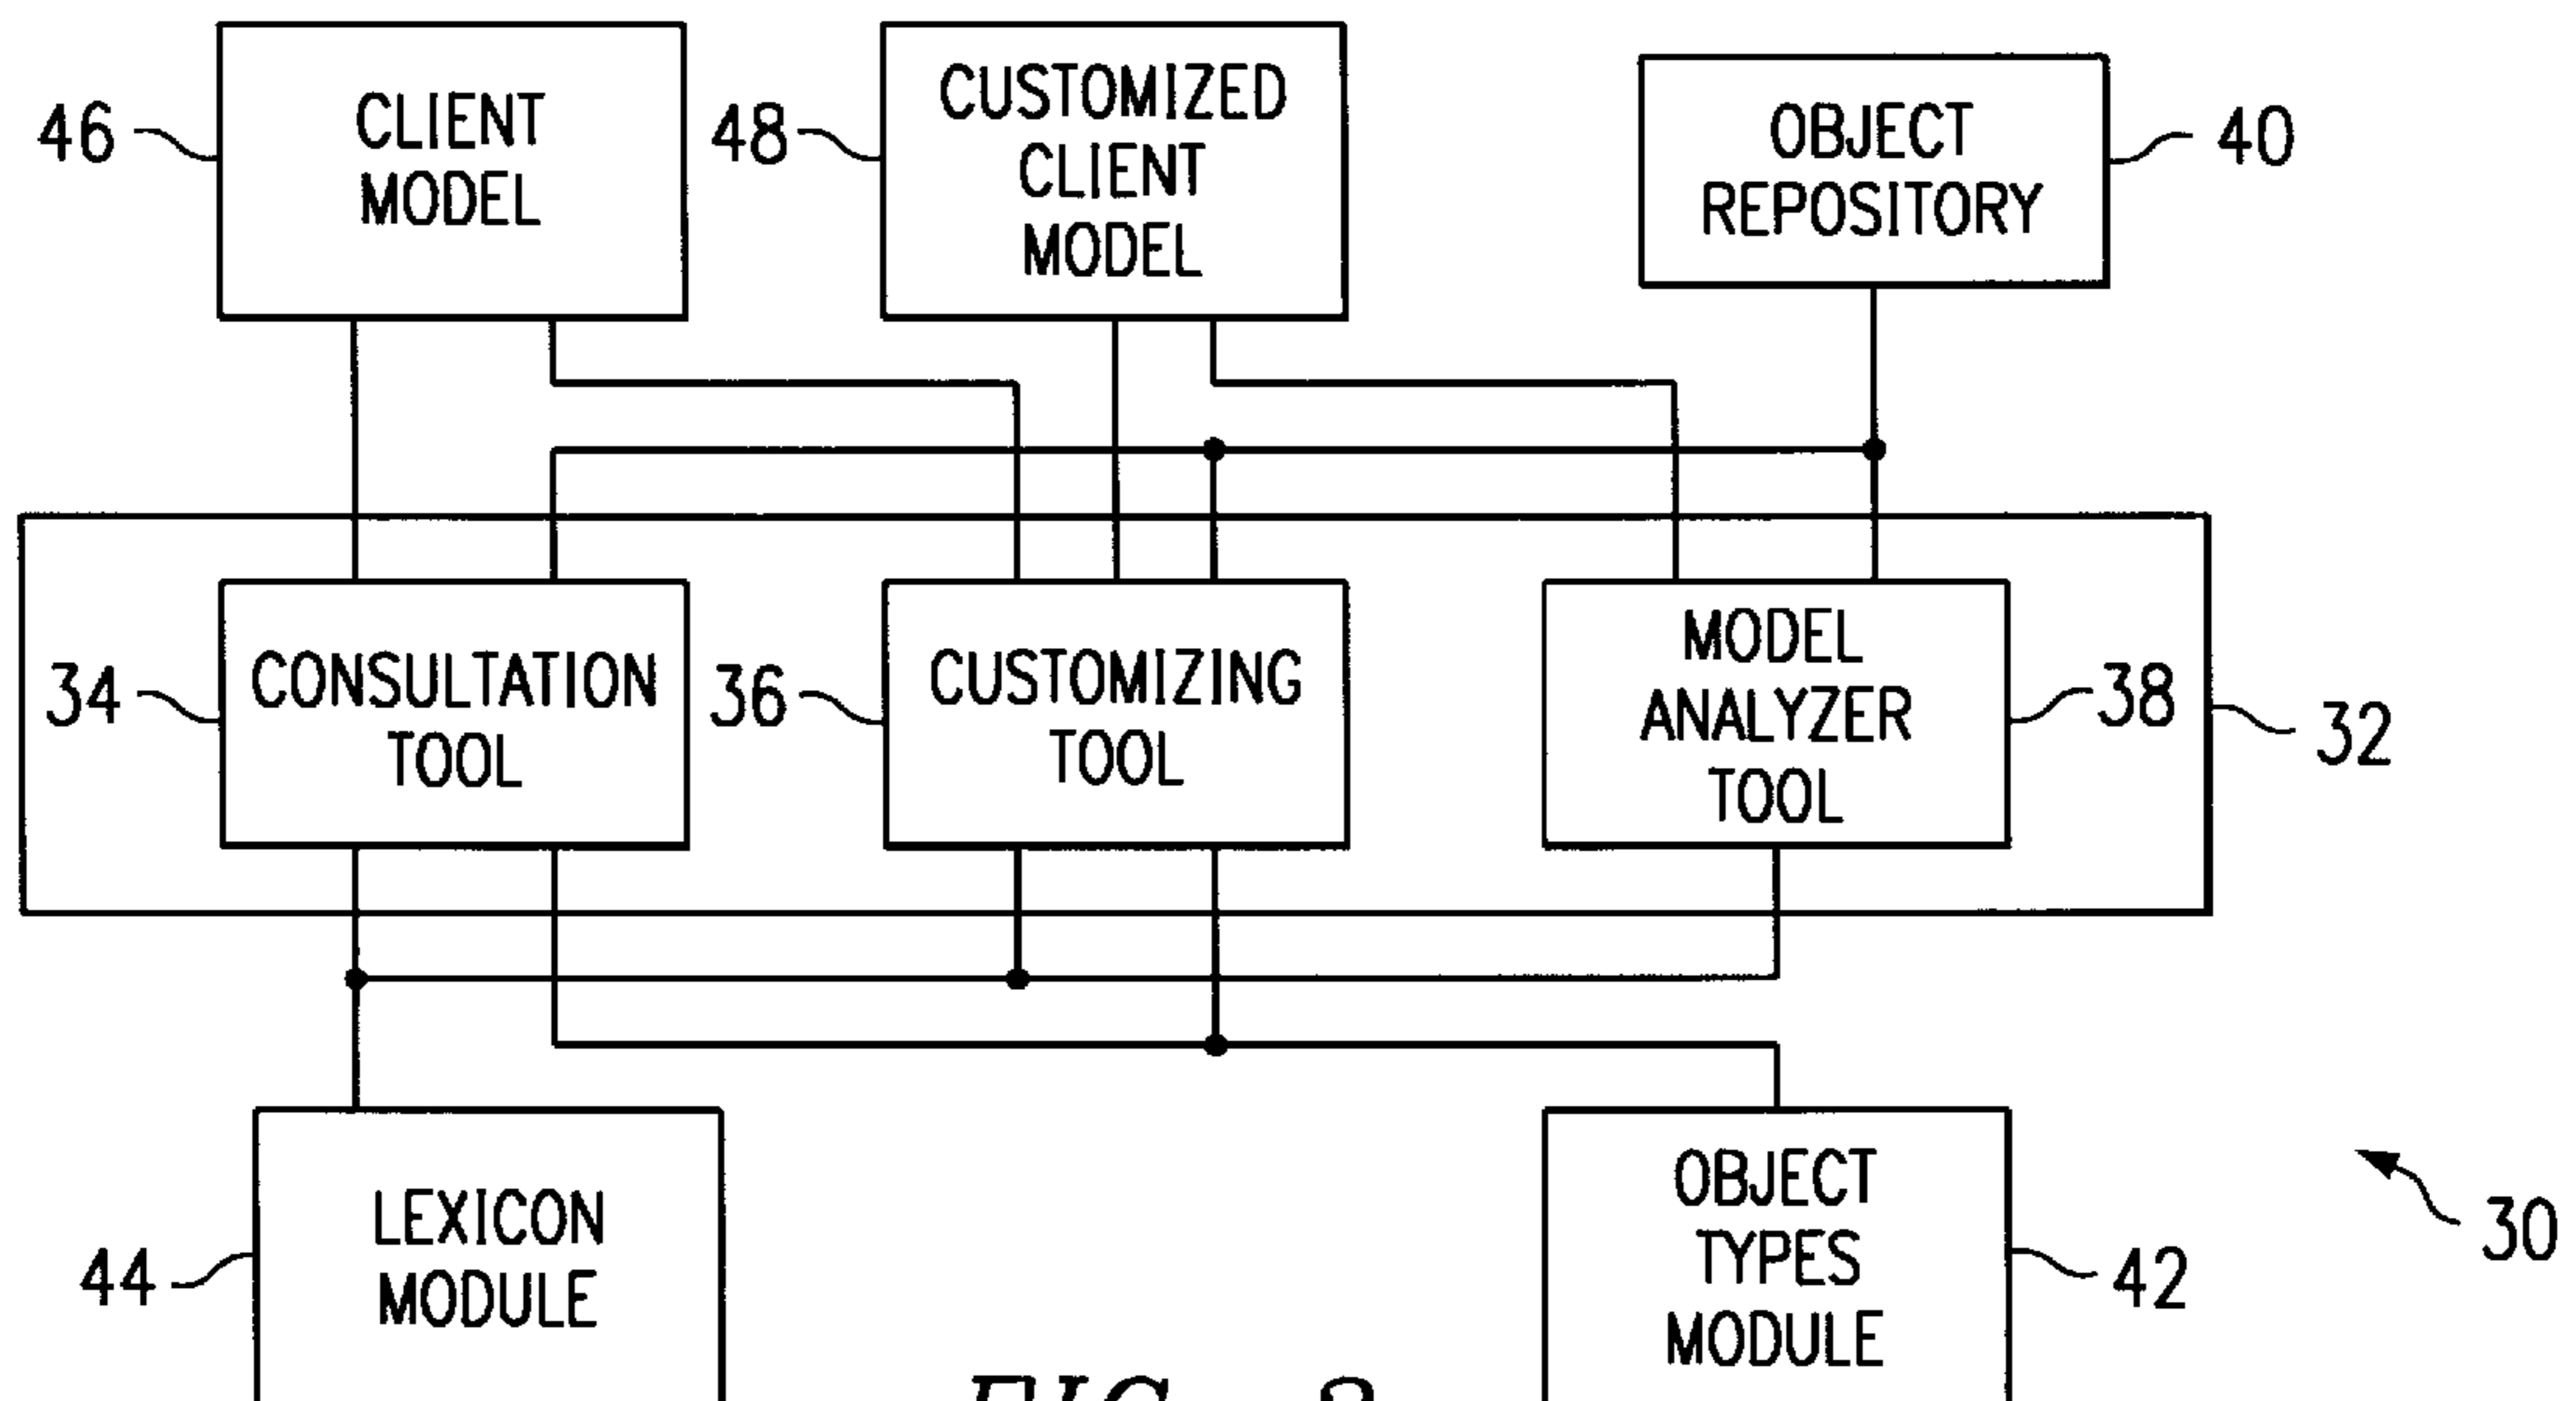 46
CLIENT
MODEL
48
CUSTOMIZED
CLIENT
MODEL
OBJECT
REPOSITORY
40
34
CONSULTATION
TOOL
36
CUSTOMIZING
TOOL
MODEL
ANALYZER
TOOL
38
32
44
LEXICON
MODULE
OBJECT
TYPES
MODULE
42
30